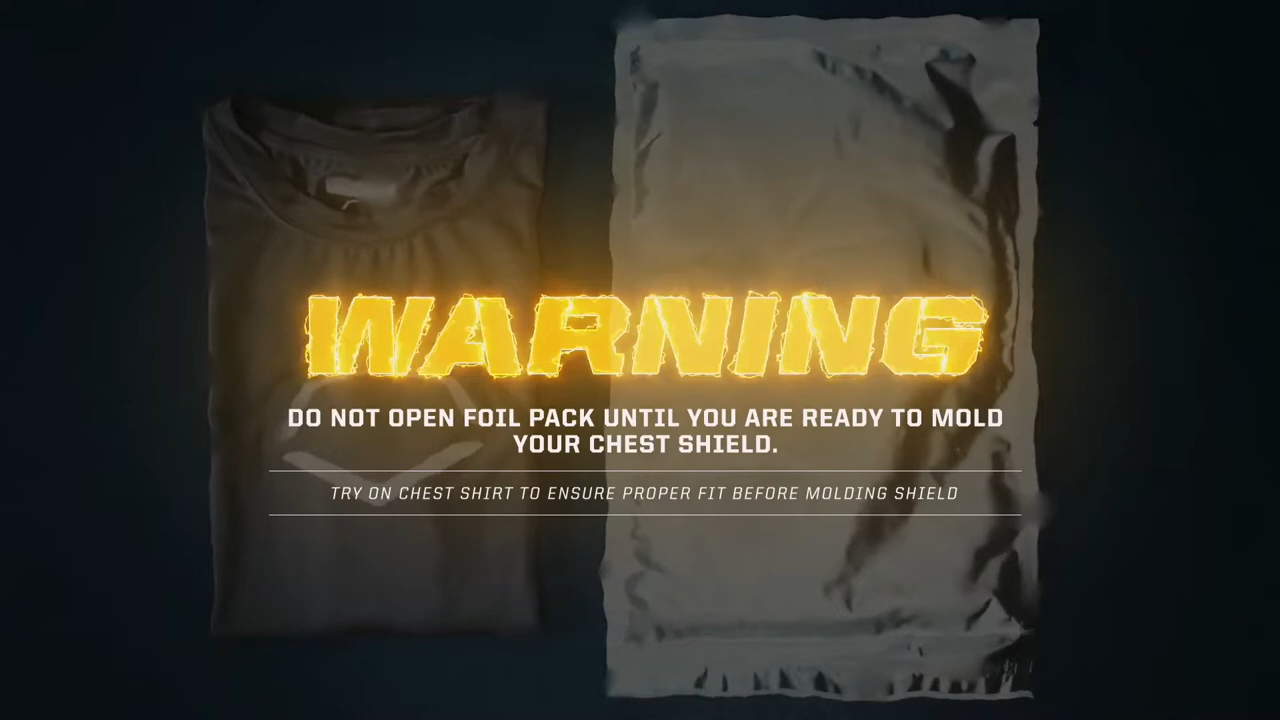 WARNING
DO NOT OPEN FOIL PACK UNTIL YOU ARE READY TO MOLD
YOUR CHEST SHIELD.
TRY ON CHEST SHIRT TO ENSURE PROPER FIT BEFORE MOLDING SHIELD